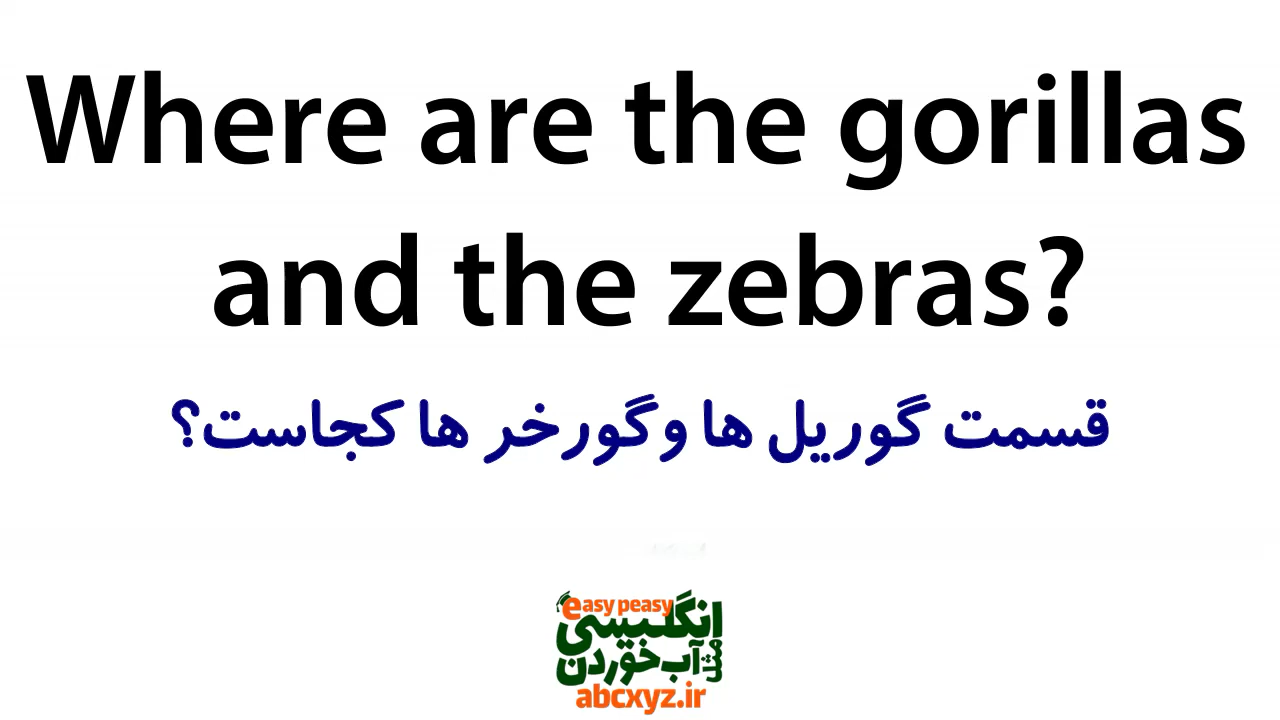 Where are the gorillas
and the zebras?
قسمت گوریل ها وگورخر ها کجاست؟
easy peasy
انگلیسی
مثل آب خوردن
abcxyz.ir